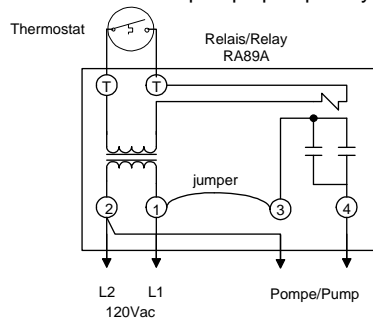 Thermostat
Relais/Relay
RA89A
T T
jumper
2 1 3 4
L2 L1 Pompe/Pump
120Vac